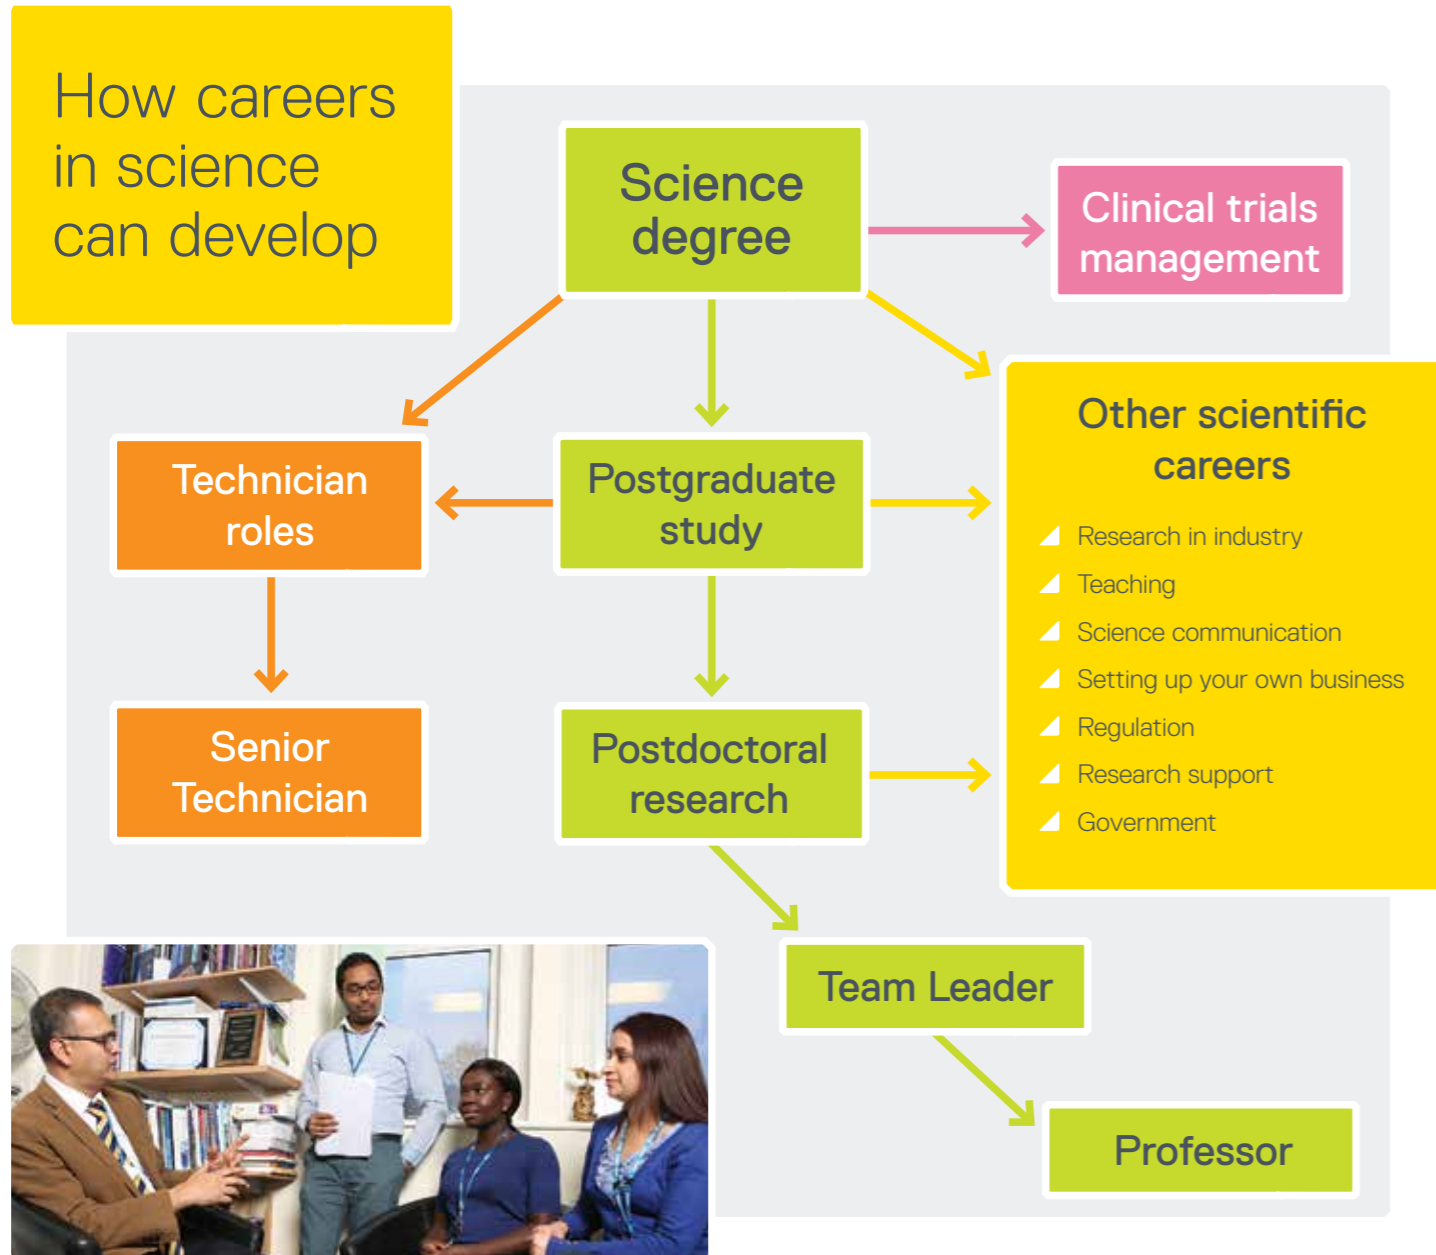 How careers
in science
can develop
Science
degree
Clinical trials
management
Technician
roles
Postgraduate
study
Other scientific
careers
Research in industry
Teaching
Science communication
Setting up your own business
Regulation
Research support
Government
Senior
Technician
Postdoctoral
research
Team Leader
Professor